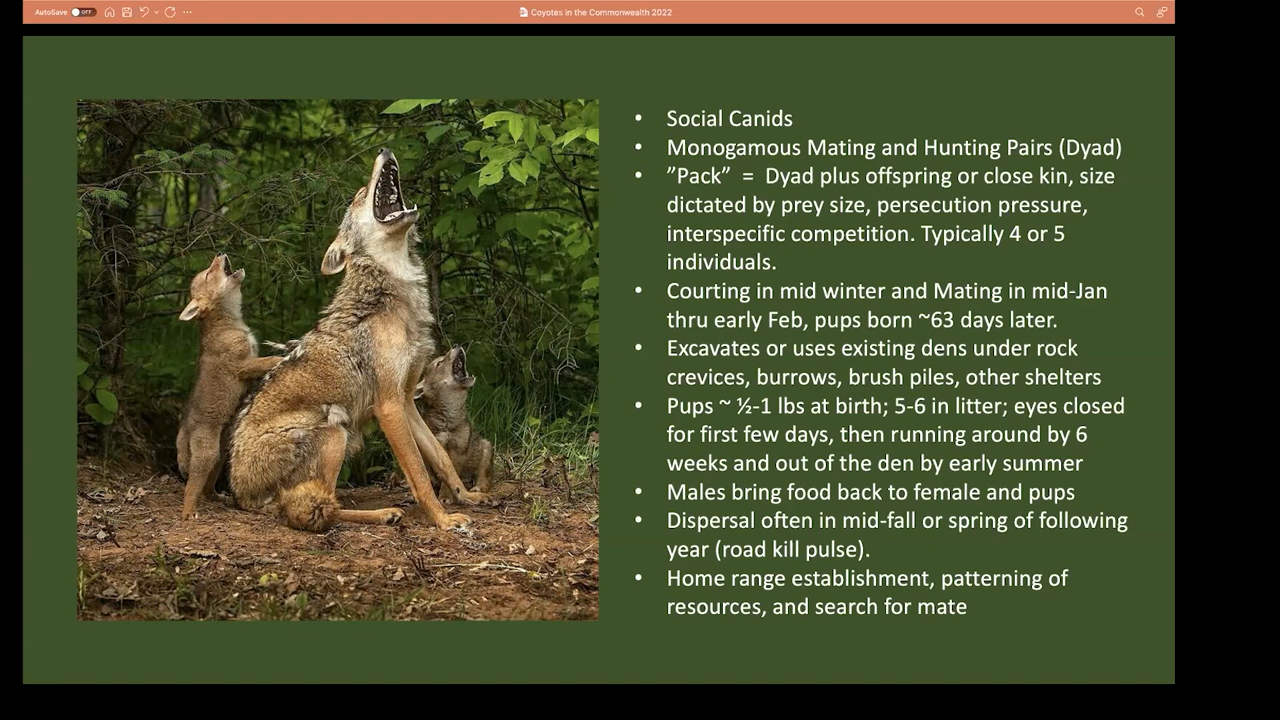 AutoSave OFF
Coyotes in the Commonwealth 2022
• Social Canids
• Monogamous Mating and Hunting Pairs (Dyad)
• ”Pack” = Dyad plus offspring or close kin, size
dictated by prey size, persecution pressure,
interspecific competition. Typically 4 or 5
individuals.
• Courting in mid winter and Mating in mid-Jan
thru early Feb, pups born ~63 days later.
• Excavates or uses existing dens under rock
crevices, burrows, brush piles, other shelters
• Pups ~ ½-1 lbs at birth; 5-6 in litter; eyes closed
for first few days, then running around by 6
weeks and out of the den by early summer
• Males bring food back to female and pups
• Dispersal often in mid-fall or spring of following
year (road kill pulse).
• Home range establishment, patterning of
resources, and search for mate